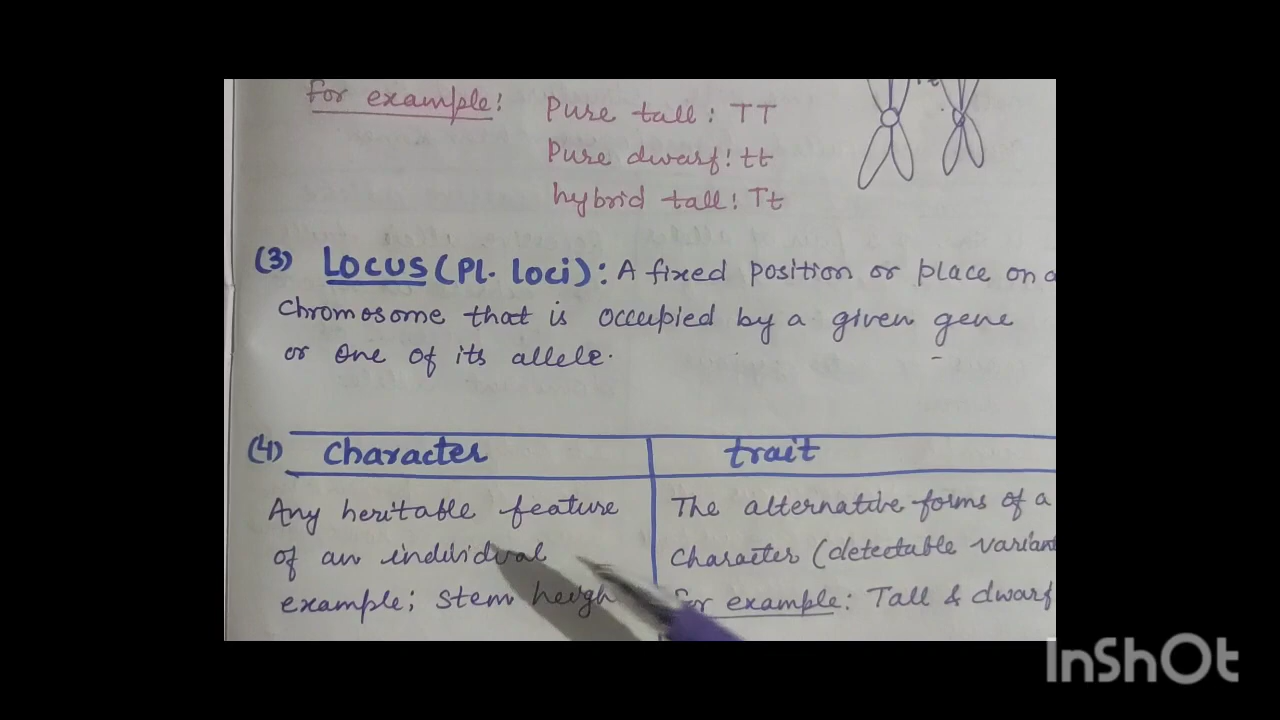 for example:
Pure tall: TT
Pure dwarf: tt
hybrid tall: Tt
(3) Locus (Pl. loci): A fixed position or place on a
chromosome that is occupied by a given gene
or one of its allele.
(4) character trait
Any heritable feature The alternative forms of a
of an individual character (detectable variant
example; stem heigh for example: Tall & dwarf
InShOt